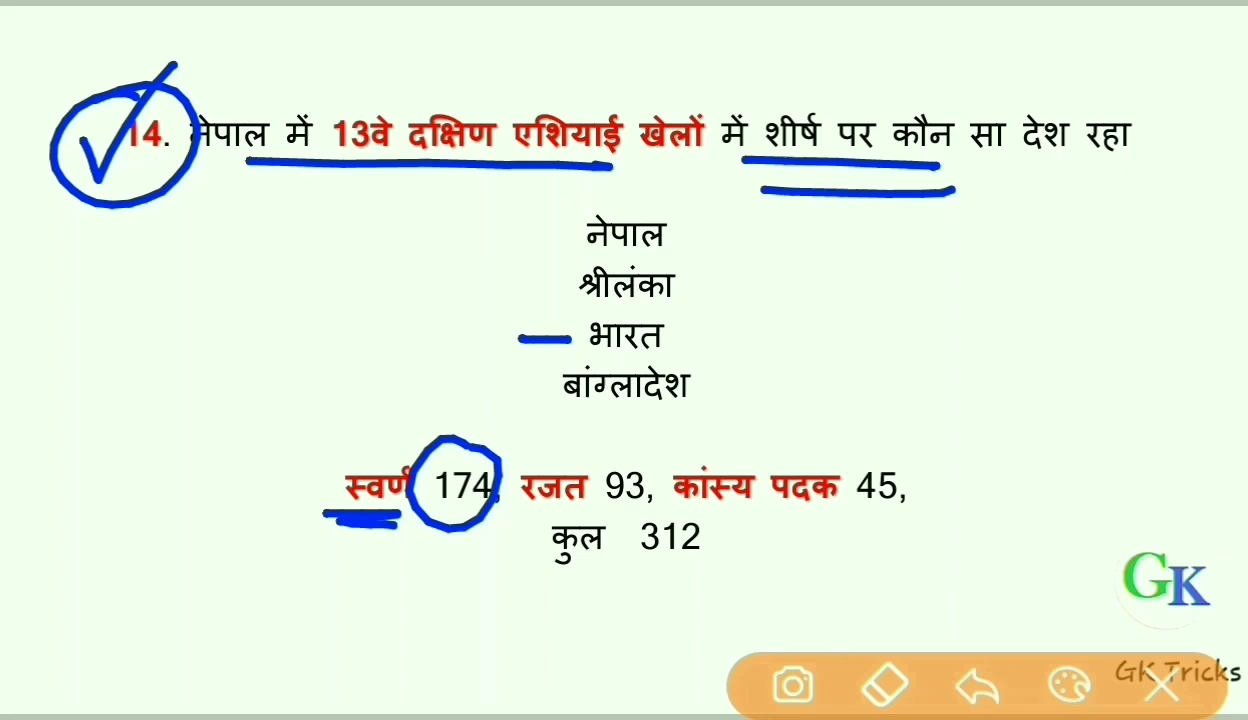 14. नेपाल में 13वे दक्षिण एशियाई खेलों में शीर्ष पर कौन सा देश रहा
नेपाल
श्रीलंका
भारत
बांग्लादेश
स्वर्ण 174, रजत 93, कांस्य पदक 45,
कुल 312
GK
GK Tricks